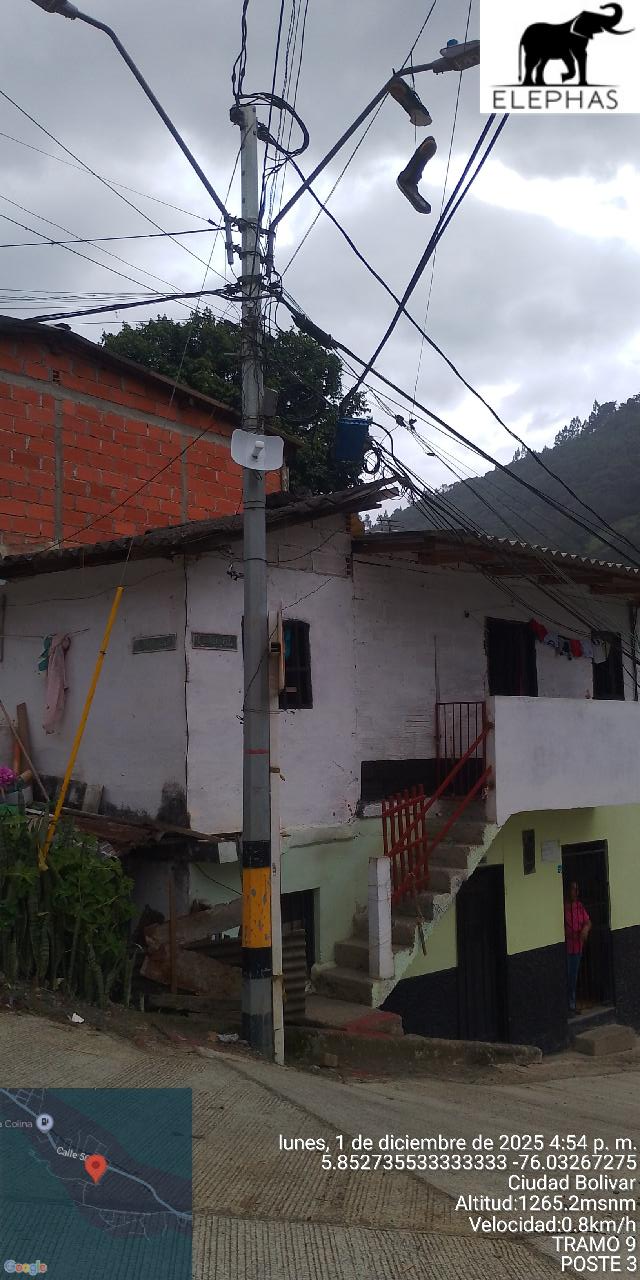 ELEPHAS
a Colina
Calle 50
Google
lunes, 1 de diciembre de 2025 4:54 p. m.
5.852735533333333 -76.03267275
Ciudad Bolivar
Altitud:1265.2msnm
Velocidad:0.8km/h
TRAMO 9
POSTE 3